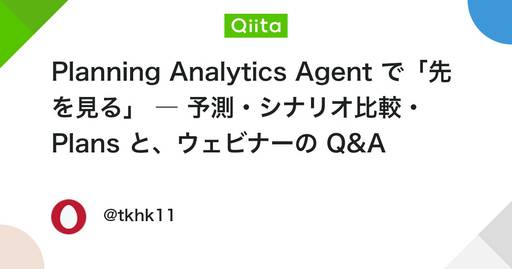 Qiita
Planning Analytics Agent で「先
を見る」 ― 予測・シナリオ比較・
Plans と、ウェビナーの Q&A
@tkhk11